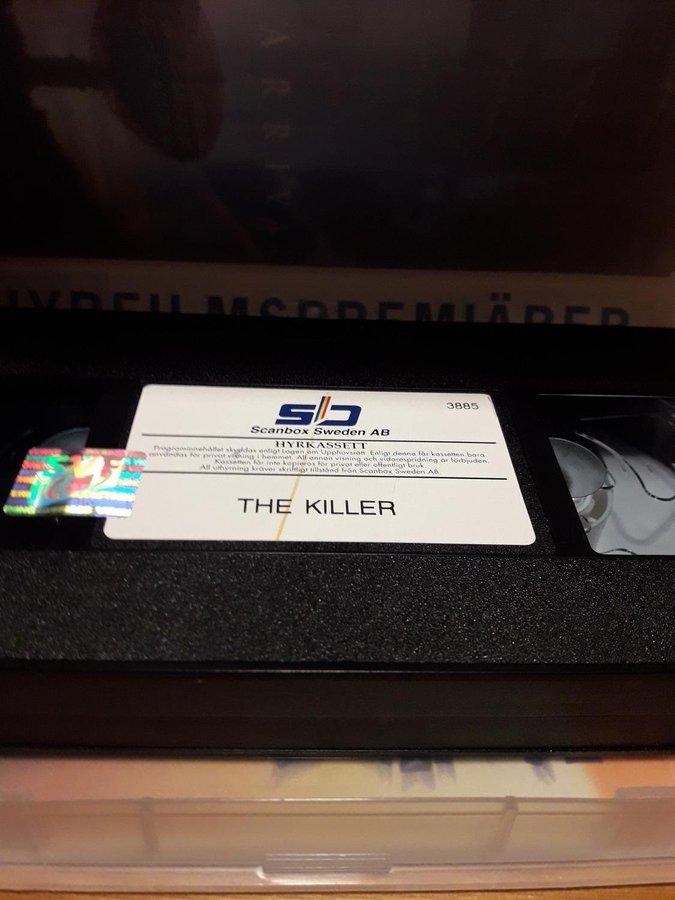 HYRFILMSPREMIÄRER
SD
3885
Scanbox Sweden AB
HYRKASSETT
Programinnehållet skyddas enligt Lagen om Upphovsrätt. Enligt denna får kassetten bara
användas för privat visning i hemmet. All annan visning och vidarespridning är förbjuden.
Kassetten får inte kopieras för privat eller offentligt bruk.
All uthyrning kräver skriftligt tillstånd från Scanbox Sweden AB.
THE KILLER